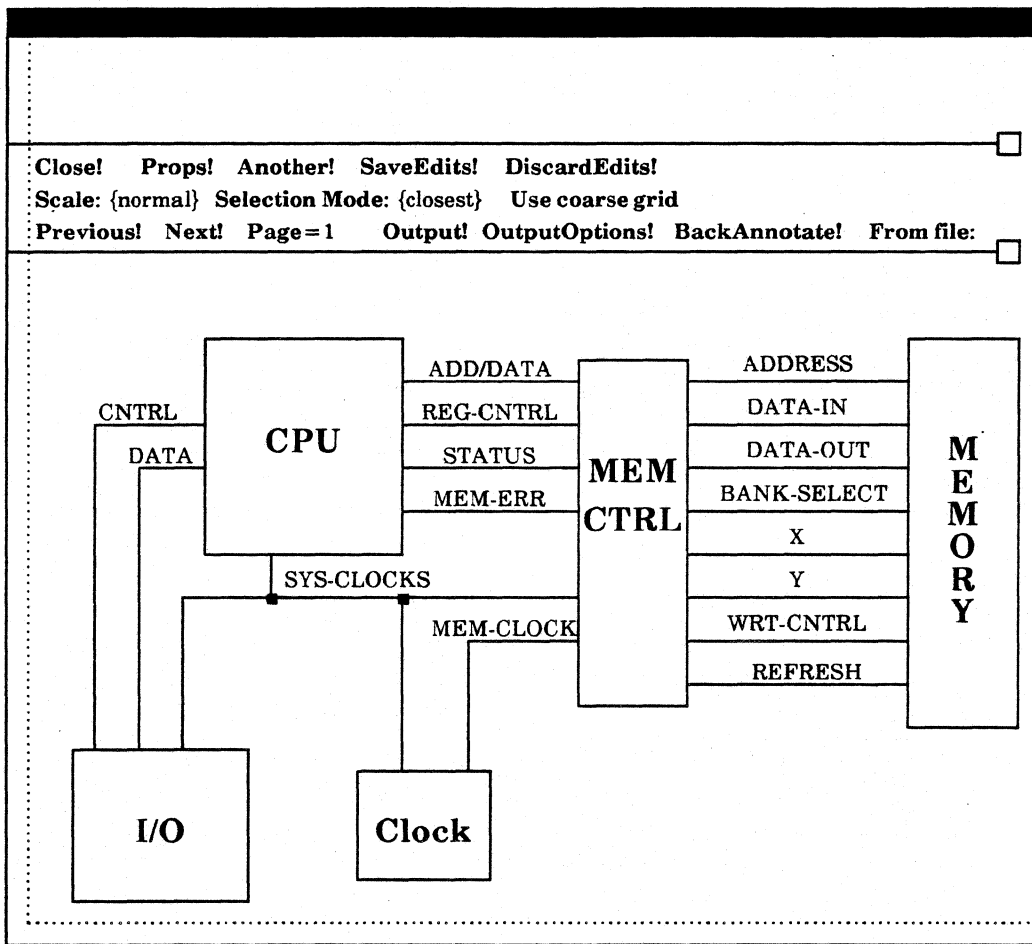 Close! Props! Another! SaveEdits! DiscardEdits!
Scale: {normal} Selection Mode: {closest} Use coarse grid
Previous! Next! Page=1 Output! OutputOptions! BackAnnotate! From file:
CNTRL
DATA
CPU
ADD/DATA
REG-CNTRL
STATUS
MEM-ERR
SYS-CLOCKS
MEM-CLOCK
MEM
CTRL
ADDRESS
DATA-IN
DATA-OUT
BANK-SELECT
X
Y
WRT-CNTRL
REFRESH
MEMORY
I/O
Clock